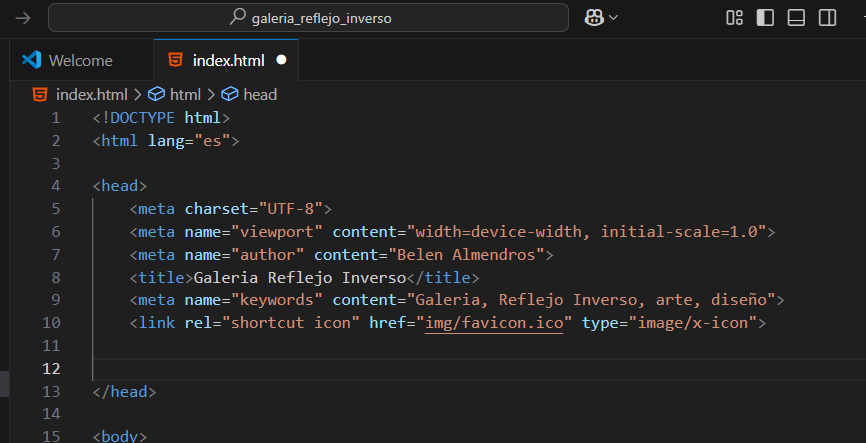 galeria_reflejo_inverso
Welcome
index.html
index.html > html > head
1 <!DOCTYPE html>
2 <html lang="es">
3
4 <head>
5 <meta charset="UTF-8">
6 <meta name="viewport" content="width=device-width, initial-scale=1.0">
7 <meta name="author" content="Belen Almendros">
8 <title>Galeria Reflejo Inverso</title>
9 <meta name="keywords" content="Galeria, Reflejo Inverso, arte, diseño">
10 <link rel="shortcut icon" href="img/favicon.ico" type="image/x-icon">
11
12
13 </head>
14
15 <body>